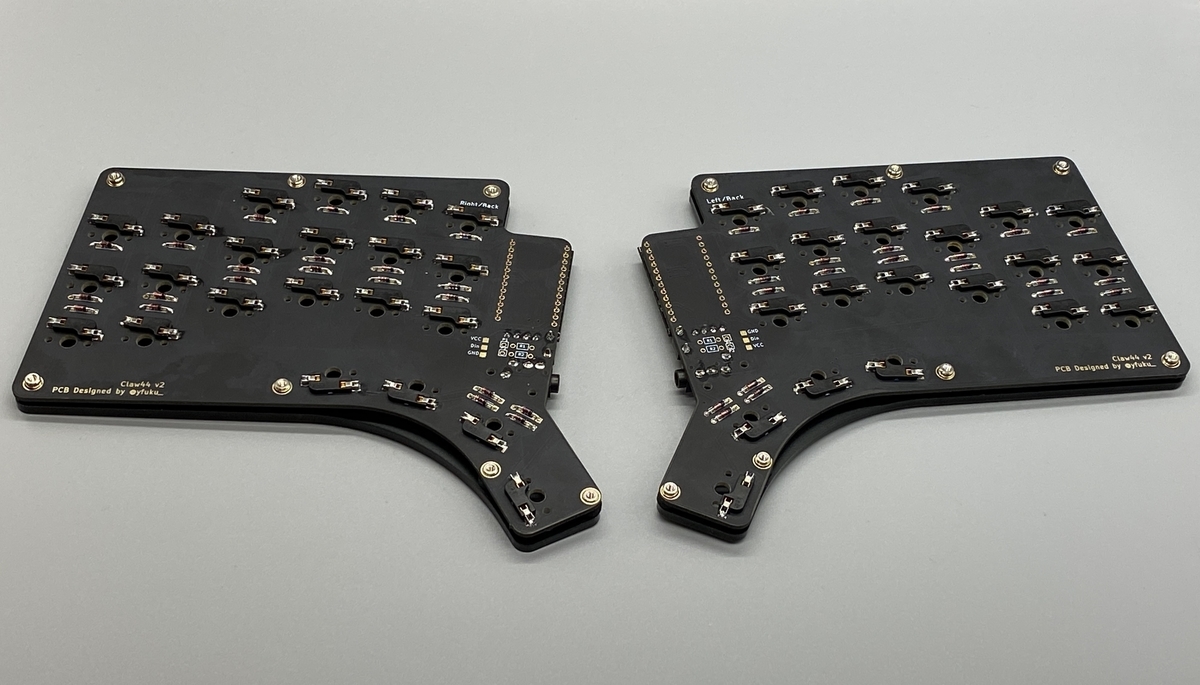 Right/Back
VCC
Din
GND
R1
R2
Claw44 v2
PCB Designed by @yfuku_
Left/Back
GND
Din
VCC
R1
R2
Claw44 v2
PCB Designed by @yfuku_